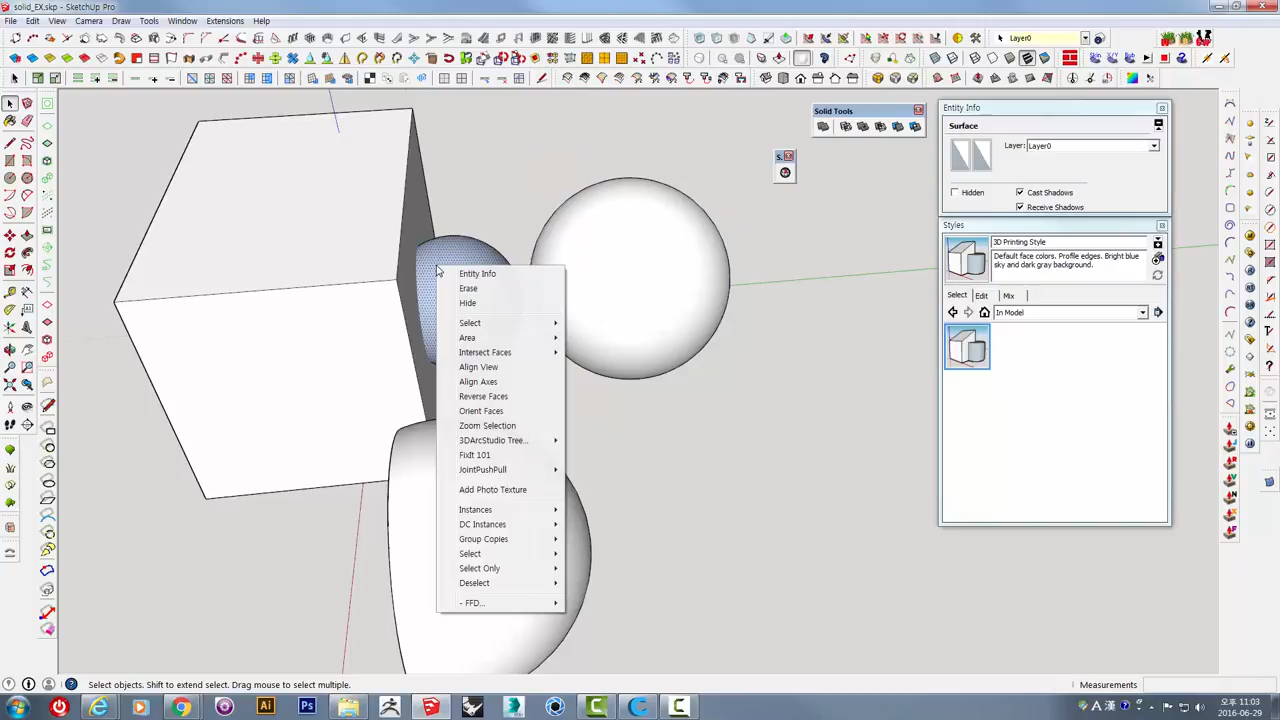 solid_EX.skp - SketchUp Pro
File Edit View Camera Draw Tools Window Extensions Help
Layer0
Solid Tools
S.
Entity Info
Surface
Layer: Layer0
Hidden
Cast Shadows
Receive Shadows
Styles
3D Printing Style
Default face colors. Profile edges. Bright blue sky and dark gray background.
Select Edit Mix
In Model
Entity Info
Erase
Hide
Select
Area
Intersect Faces
Align View
Align Axes
Reverse Faces
Orient Faces
Zoom Selection
3DArcStudio Tree...
FixIt 101
JointPushPull
Add Photo Texture
Instances
DC Instances
Group Copies
Select
Select Only
Deselect
- FFD...
Select objects. Shift to extend select. Drag mouse to select multiple.
Measurements
Ai
Ps
A 漢
오후 11:03
2016-06-29